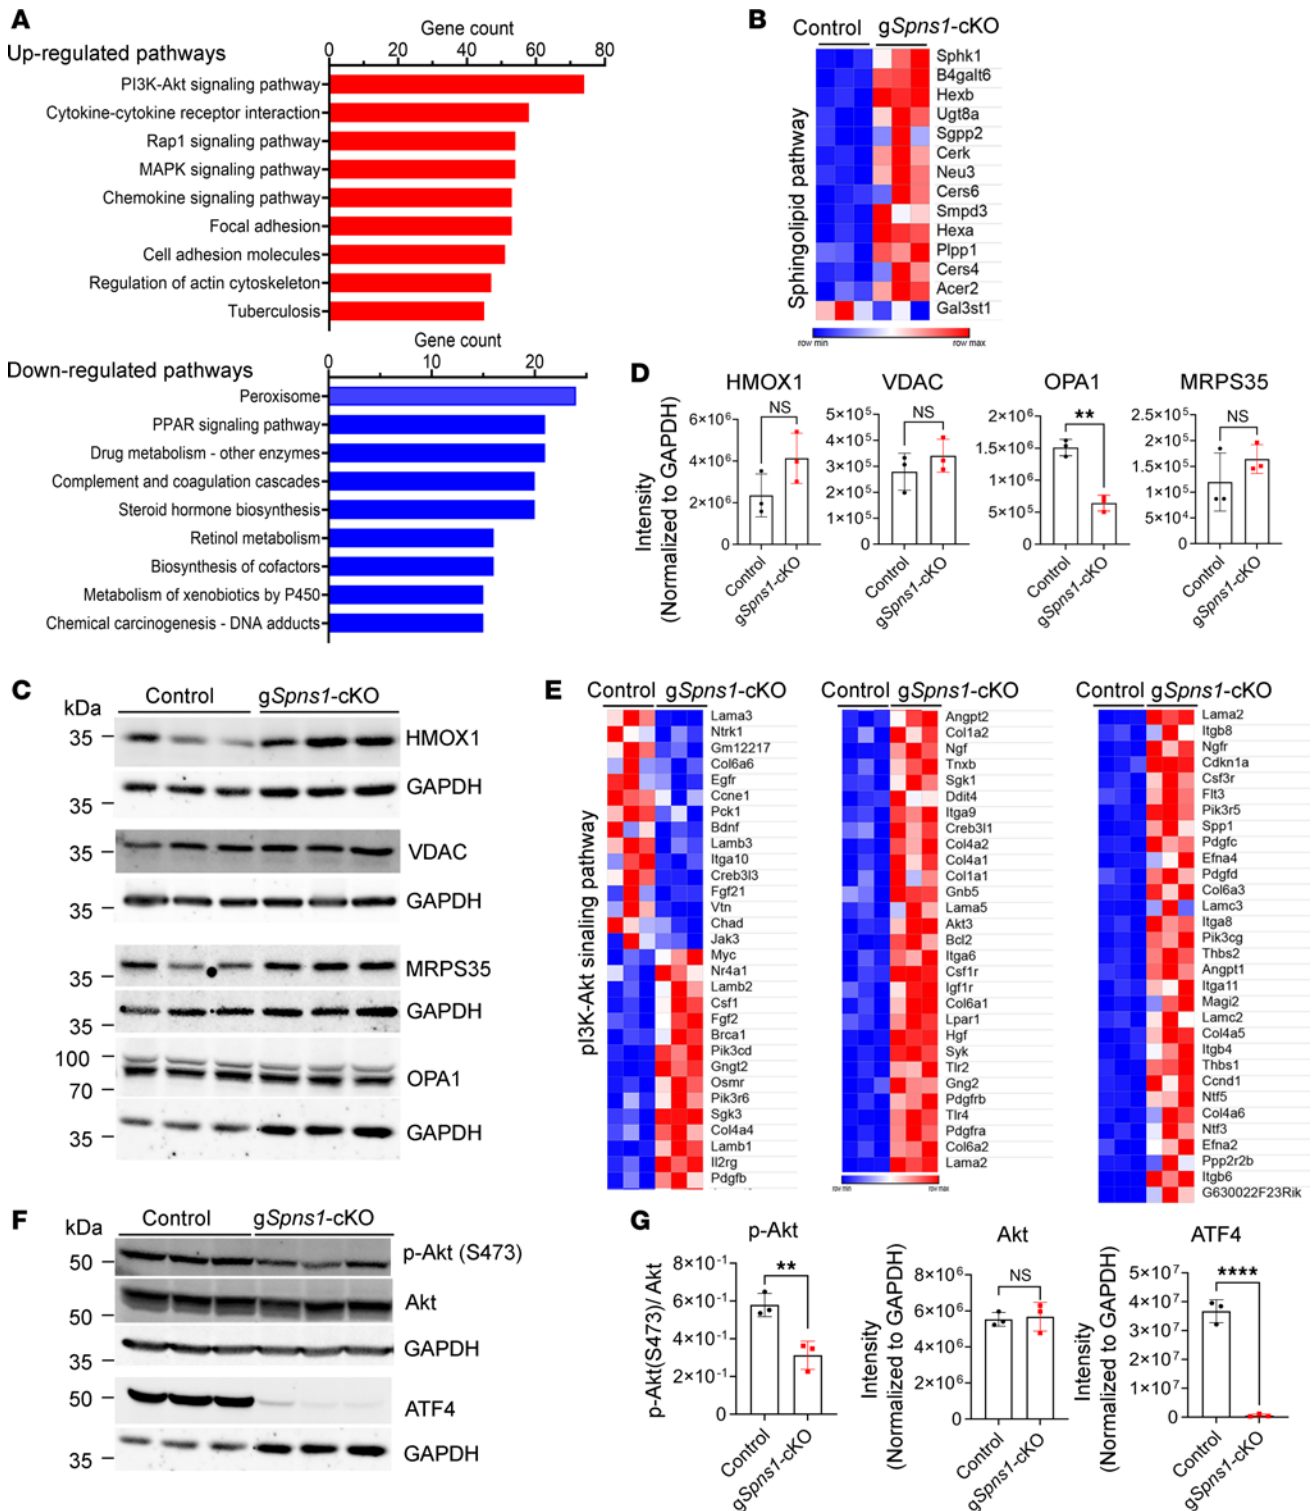 A
Gene count
Up-regulated pathways
0 20 40 60 80
PI3K-Akt signaling pathway
Cytokine-cytokine receptor interaction
Rap1 signaling pathway
MAPK signaling pathway
Chemokine signaling pathway
Focal adhesion
Cell adhesion molecules
Regulation of actin cytoskeleton
Tuberculosis
Gene count
Down-regulated pathways
0 10 20
Peroxisome
PPAR signaling pathway
Drug metabolism - other enzymes
Complement and coagulation cascades
Steroid hormone biosynthesis
Retinol metabolism
Biosynthesis of cofactors
Metabolism of xenobiotics by P450
Chemical carcinogenesis - DNA adducts
B
Control gSpns1-cKO
Sphingolipid pathway
Sphk1
B4galt6
Hexb
Ugt8a
Sgpp2
Cerk
Neu3
Cers6
Smpd3
Hexa
Plpp1
Cers4
Acer2
Gal3st1
row min row max
C
Control gSpns1-cKO
kDa
35 HMOX1
GAPDH
35
VDAC
35
GAPDH
35
MRPS35
35
GAPDH
35
100
OPA1
70
GAPDH
35
D
Intensity
(Normalized to GAPDH)
HMOX1
NS
6×10⁶
4×10⁶
2×10⁶
0
Control
gSpns1-cKO
VDAC
NS
5×10⁵
4×10⁵
3×10⁵
2×10⁵
1×10⁵
0
Control
gSpns1-cKO
OPA1
**
2×10⁶
1.5×10⁶
1×10⁶
5×10⁵
0
Control
gSpns1-cKO
MRPS35
NS
2.5×10⁵
2×10⁵
1.5×10⁵
1×10⁵
5×10⁴
0
Control
gSpns1-cKO
E
pI3K-Akt sinaling pathway
Control gSpns1-cKO
Lama3
Ntrk1
Gm12217
Col6a6
Egfr
Ccne1
Pck1
Bdnf
Lamb3
Itga10
Creb3l3
Fgf21
Vtn
Chad
Jak3
Myc
Nr4a1
Lamb2
Csf1
Fgf2
Brca1
Pik3cd
Gngt2
Osmr
Pik3r6
Sgk3
Col4a4
Lamb1
Il2rg
Pdgfb
Control gSpns1-cKO
Angpt2
Col1a2
Ngf
Tnxb
Sgk1
Ddit4
Itga9
Creb3l1
Col4a2
Col4a1
Col1a1
Gnb5
Lama5
Akt3
Bcl2
Itga6
Csf1r
Igf1r
Col6a1
Lpar1
Hgf
Syk
Tlr2
Gng2
Pdgfrb
Tlr4
Pdgfra
Col6a2
Lama2
row min row max
Control gSpns1-cKO
Lama2
Itgb8
Ngfr
Cdkn1a
Csf3r
Flt3
Pik3r5
Spp1
Pdgfc
Efna4
Pdgfd
Col6a3
Lamc3
Itga8
Pik3cg
Thbs2
Angpt1
Itga11
Magi2
Lamc2
Col4a5
Itgb4
Thbs1
Ccnd1
Ntf5
Col4a6
Ntf3
Efna2
Ppp2r2b
Itgb6
G630022F23Rik
F
Control gSpns1-cKO
kDa
50 p-Akt (S473)
Akt
50
GAPDH
35
50 ATF4
GAPDH
35
G
p-Akt
p-Akt(S473)/ Akt
**
8×10⁻¹
6×10⁻¹
4×10⁻¹
2×10⁻¹
0
Control
gSpns1-cKO
Akt
Intensity
(Normalized to GAPDH)
NS
8×10⁶
6×10⁶
4×10⁶
2×10⁶
0
Control
gSpns1-cKO
ATF4
Intensity
(Normalized to GAPDH)
****
5×10⁷
4×10⁷
3×10⁷
2×10⁷
1×10⁷
0
Control
gSpns1-cKO